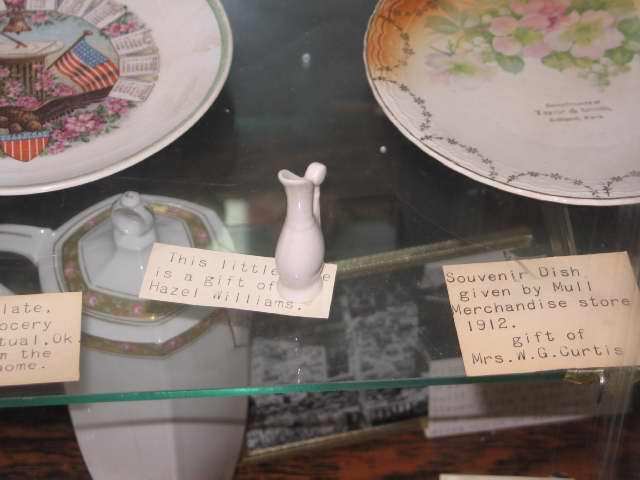 This little
is a gift of
Hazel Williams.
Souvenir Dish
given by Mull
Merchandise store
1912.
gift of
Mrs.W.G.Curtis
late,
ocery
tual.Ok.
m the
ome.